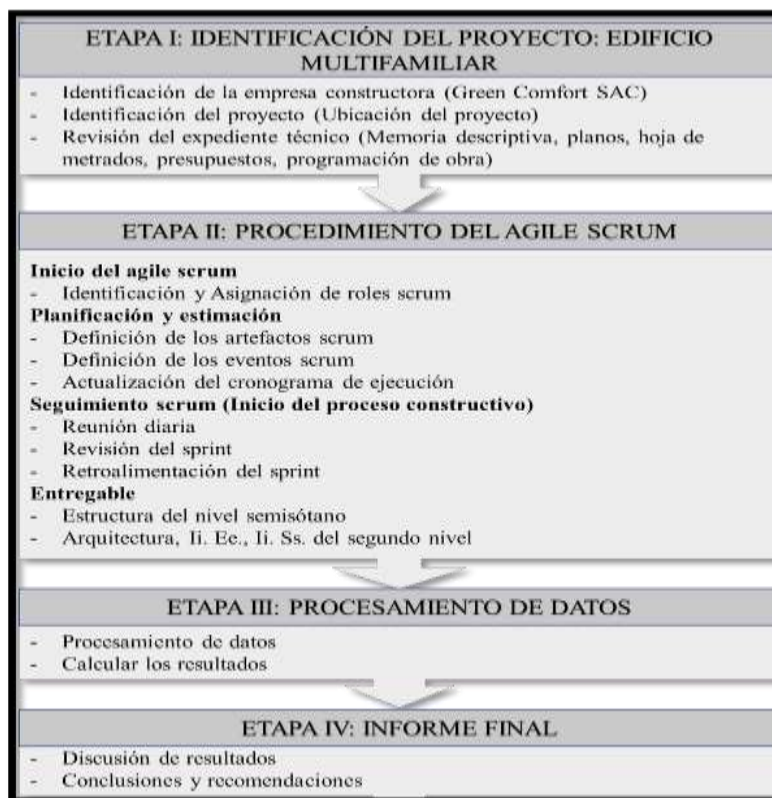 ETAPA I: IDENTIFICACIÓN DEL PROYECTO: EDIFICIO
MULTIFAMILIAR
- Identificación de la empresa constructora (Green Comfort SAC)
- Identificación del proyecto (Ubicación del proyecto)
- Revisión del expediente técnico (Memoria descriptiva, planos, hoja de
metrados, presupuestos, programación de obra)
ETAPA II: PROCEDIMIENTO DEL AGILE SCRUM
Inicio del agile scrum
- Identificación y Asignación de roles scrum
Planificación y estimación
- Definición de los artefactos scrum
- Definición de los eventos scrum
- Actualización del cronograma de ejecución
Seguimiento scrum (Inicio del proceso constructivo)
- Reunión diaria
- Revisión del sprint
- Retroalimentación del sprint
Entregable
- Estructura del nivel semisótano
- Arquitectura, Ii. Ee., Ii. Ss. del segundo nivel
ETAPA III: PROCESAMIENTO DE DATOS
- Procesamiento de datos
- Calcular los resultados
ETAPA IV: INFORME FINAL
- Discusión de resultados
- Conclusiones y recomendaciones